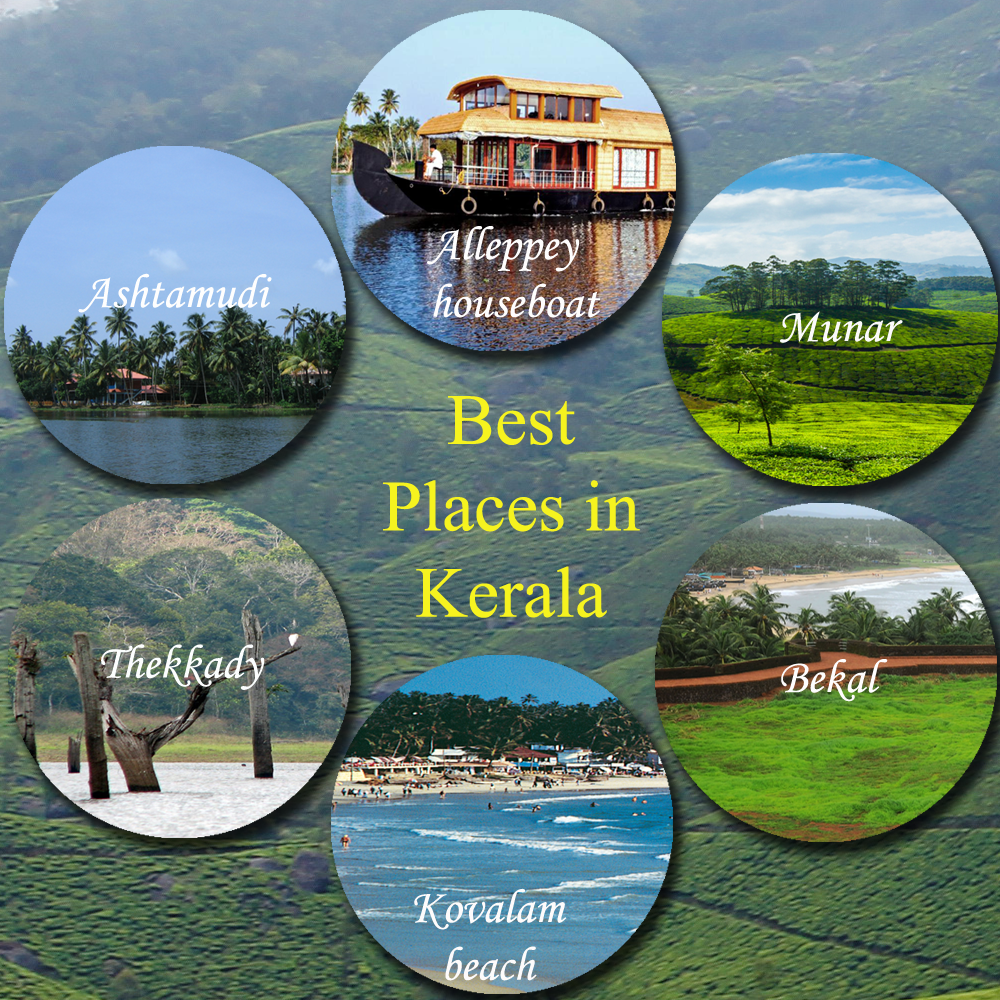 Alleppey
houseboat
Ashtamudi
Munar
Best
Places in
Kerala
Thekkady
Bekal
Kovalam
beach